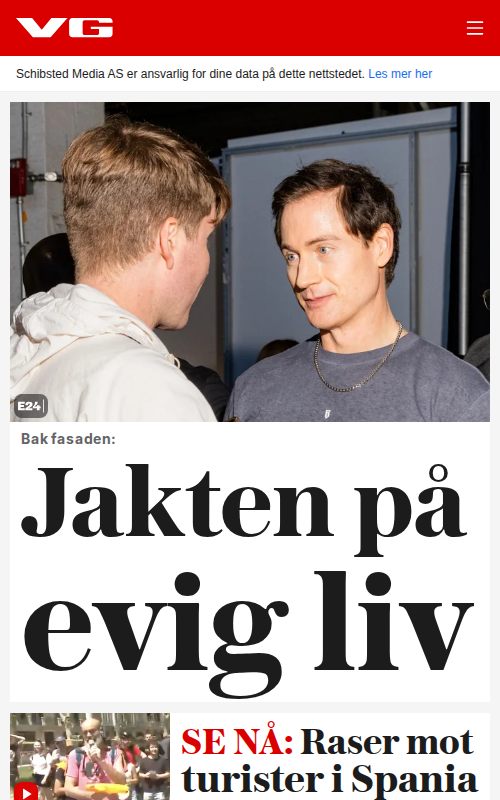 VG
Schibsted Media AS er ansvarlig for dine data på dette nettstedet. Les mer her
E24
Bak fasaden:
Jakten på
evig liv
SE NÅ: Raser mot
turister i Spania